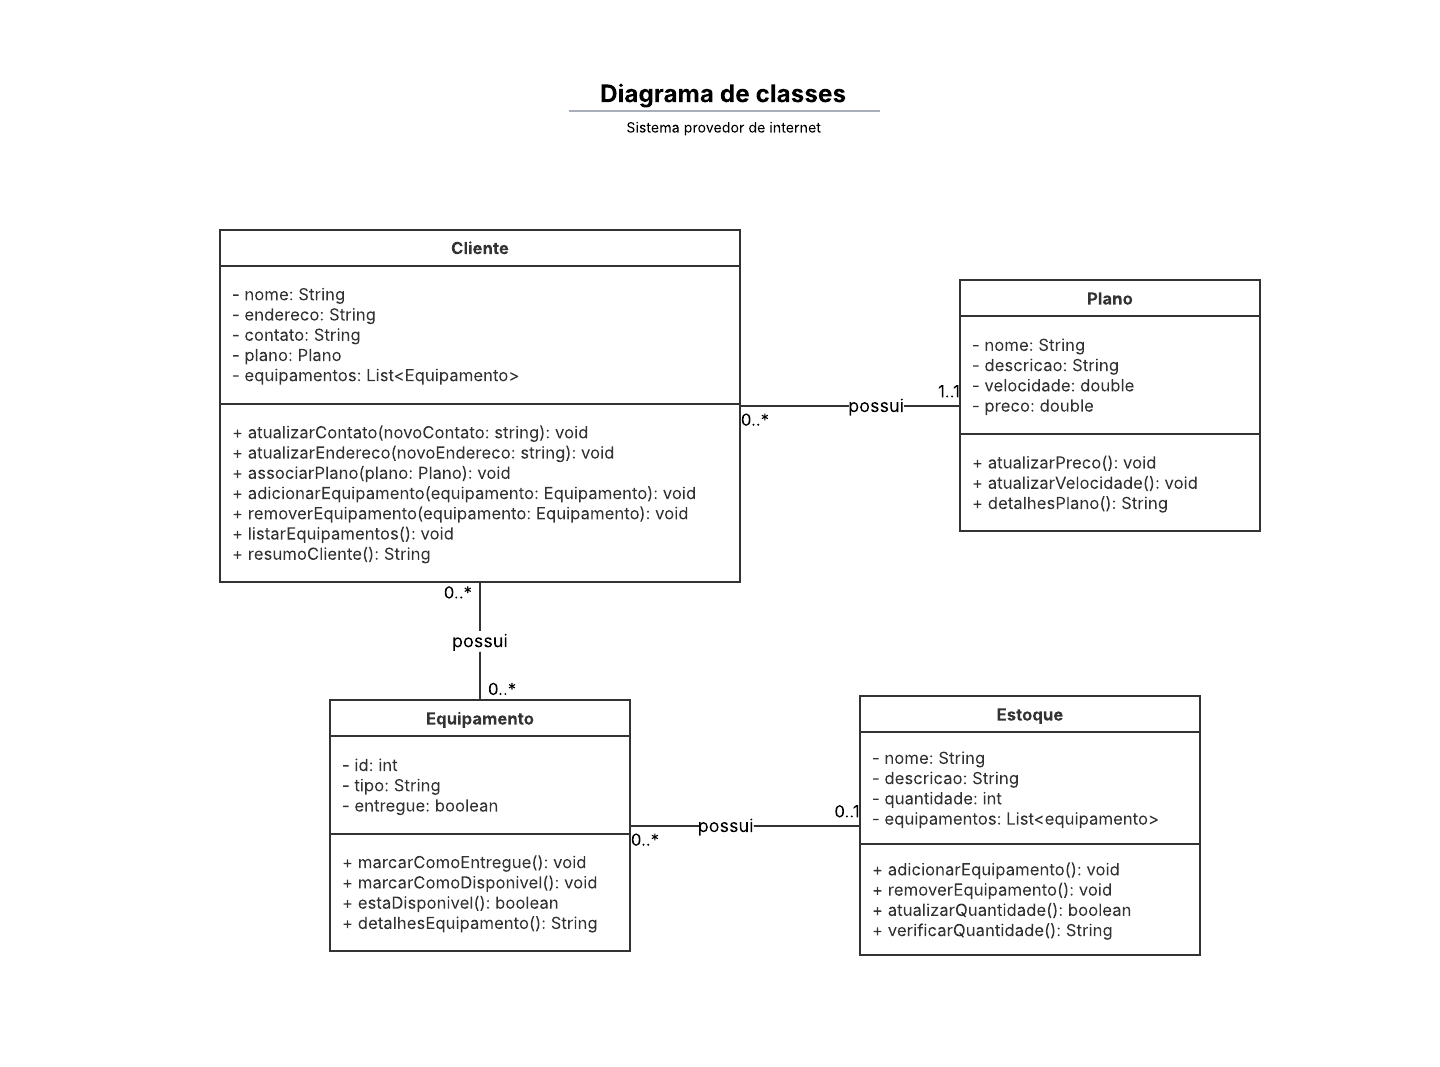 Diagrama de classes
Sistema provedor de internet
Cliente
- nome: String
- endereco: String
- contato: String
- plano: Plano
- equipamentos: List<Equipamento>
+ atualizarContato(novoContato: string): void
+ atualizarEndereco(novoEndereco: string): void
+ associarPlano(plano: Plano): void
+ adicionarEquipamento(equipamento: Equipamento): void
+ removerEquipamento(equipamento: Equipamento): void
+ listarEquipamentos(): void
+ resumoCliente(): String
0..*
possui
1..1
Plano
- nome: String
- descricao: String
- velocidade: double
- preco: double
+ atualizarPreco(): void
+ atualizarVelocidade(): void
+ detalhesPlano(): String
0..*
possui
0..*
Equipamento
- id: int
- tipo: String
- entregue: boolean
+ marcarComoEntregue(): void
+ marcarComoDisponivel(): void
+ estaDisponivel(): boolean
+ detalhesEquipamento(): String
0..*
possui
0..1
Estoque
- nome: String
- descricao: String
- quantidade: int
- equipamentos: List<equipamento>
+ adicionarEquipamento(): void
+ removerEquipamento(): void
+ atualizarQuantidade(): boolean
+ verificarQuantidade(): String